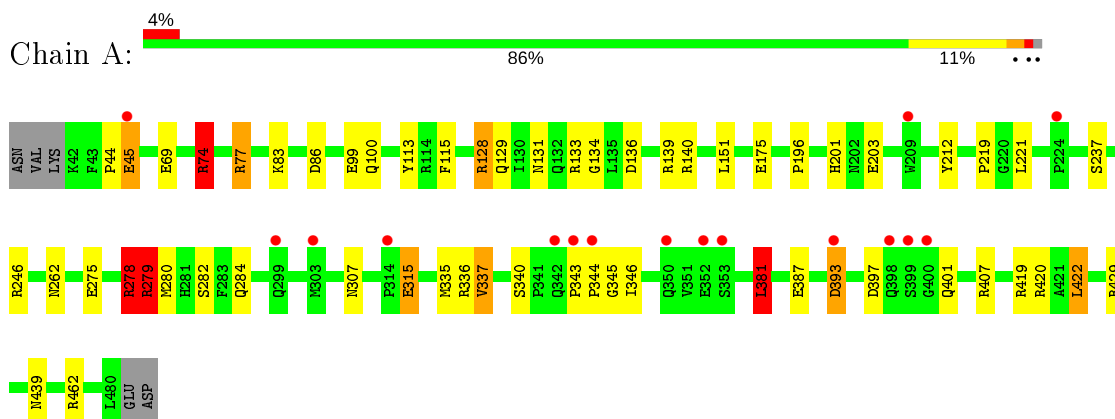 4%
Chain A:
86%
11%
ASN VAL LYS K42 F43 P44 E45 E69 R74 R77 K83 D86 E99 Q100 Y113 R114 F115 R128 Q129 I130 N131 Q132 R133 G134 L135 D136 R139 R140 L151 E175 P196 H201 N202 E203 W209 Y212 P219 G220 L221 P224 S237
R246 N262 E275 R278 R279 M280 H281 S282 F283 Q284 Q299 M303 N307 P314 E315 M335 R336 V337 S340 P341 Q342 P343 P344 G345 I346 Q350 V351 E352 S353 L381 E387 D393 D397 Q398 S399 G400 Q401 R407 R419 R420 A421 L422
N439 R462 L480 GLU ASP